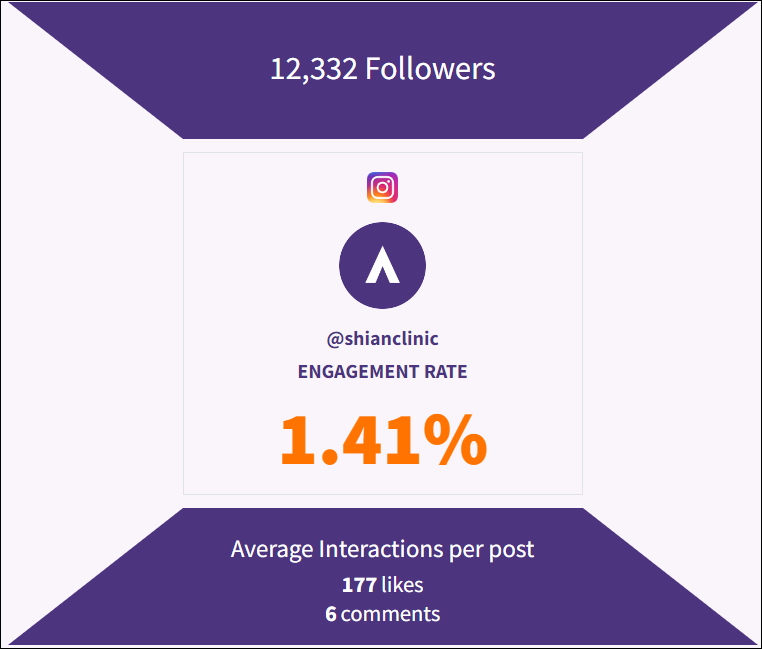 12,332 Followers
@shianclinic
ENGAGEMENT RATE
1.41%
Average Interactions per post
177 likes
6 comments